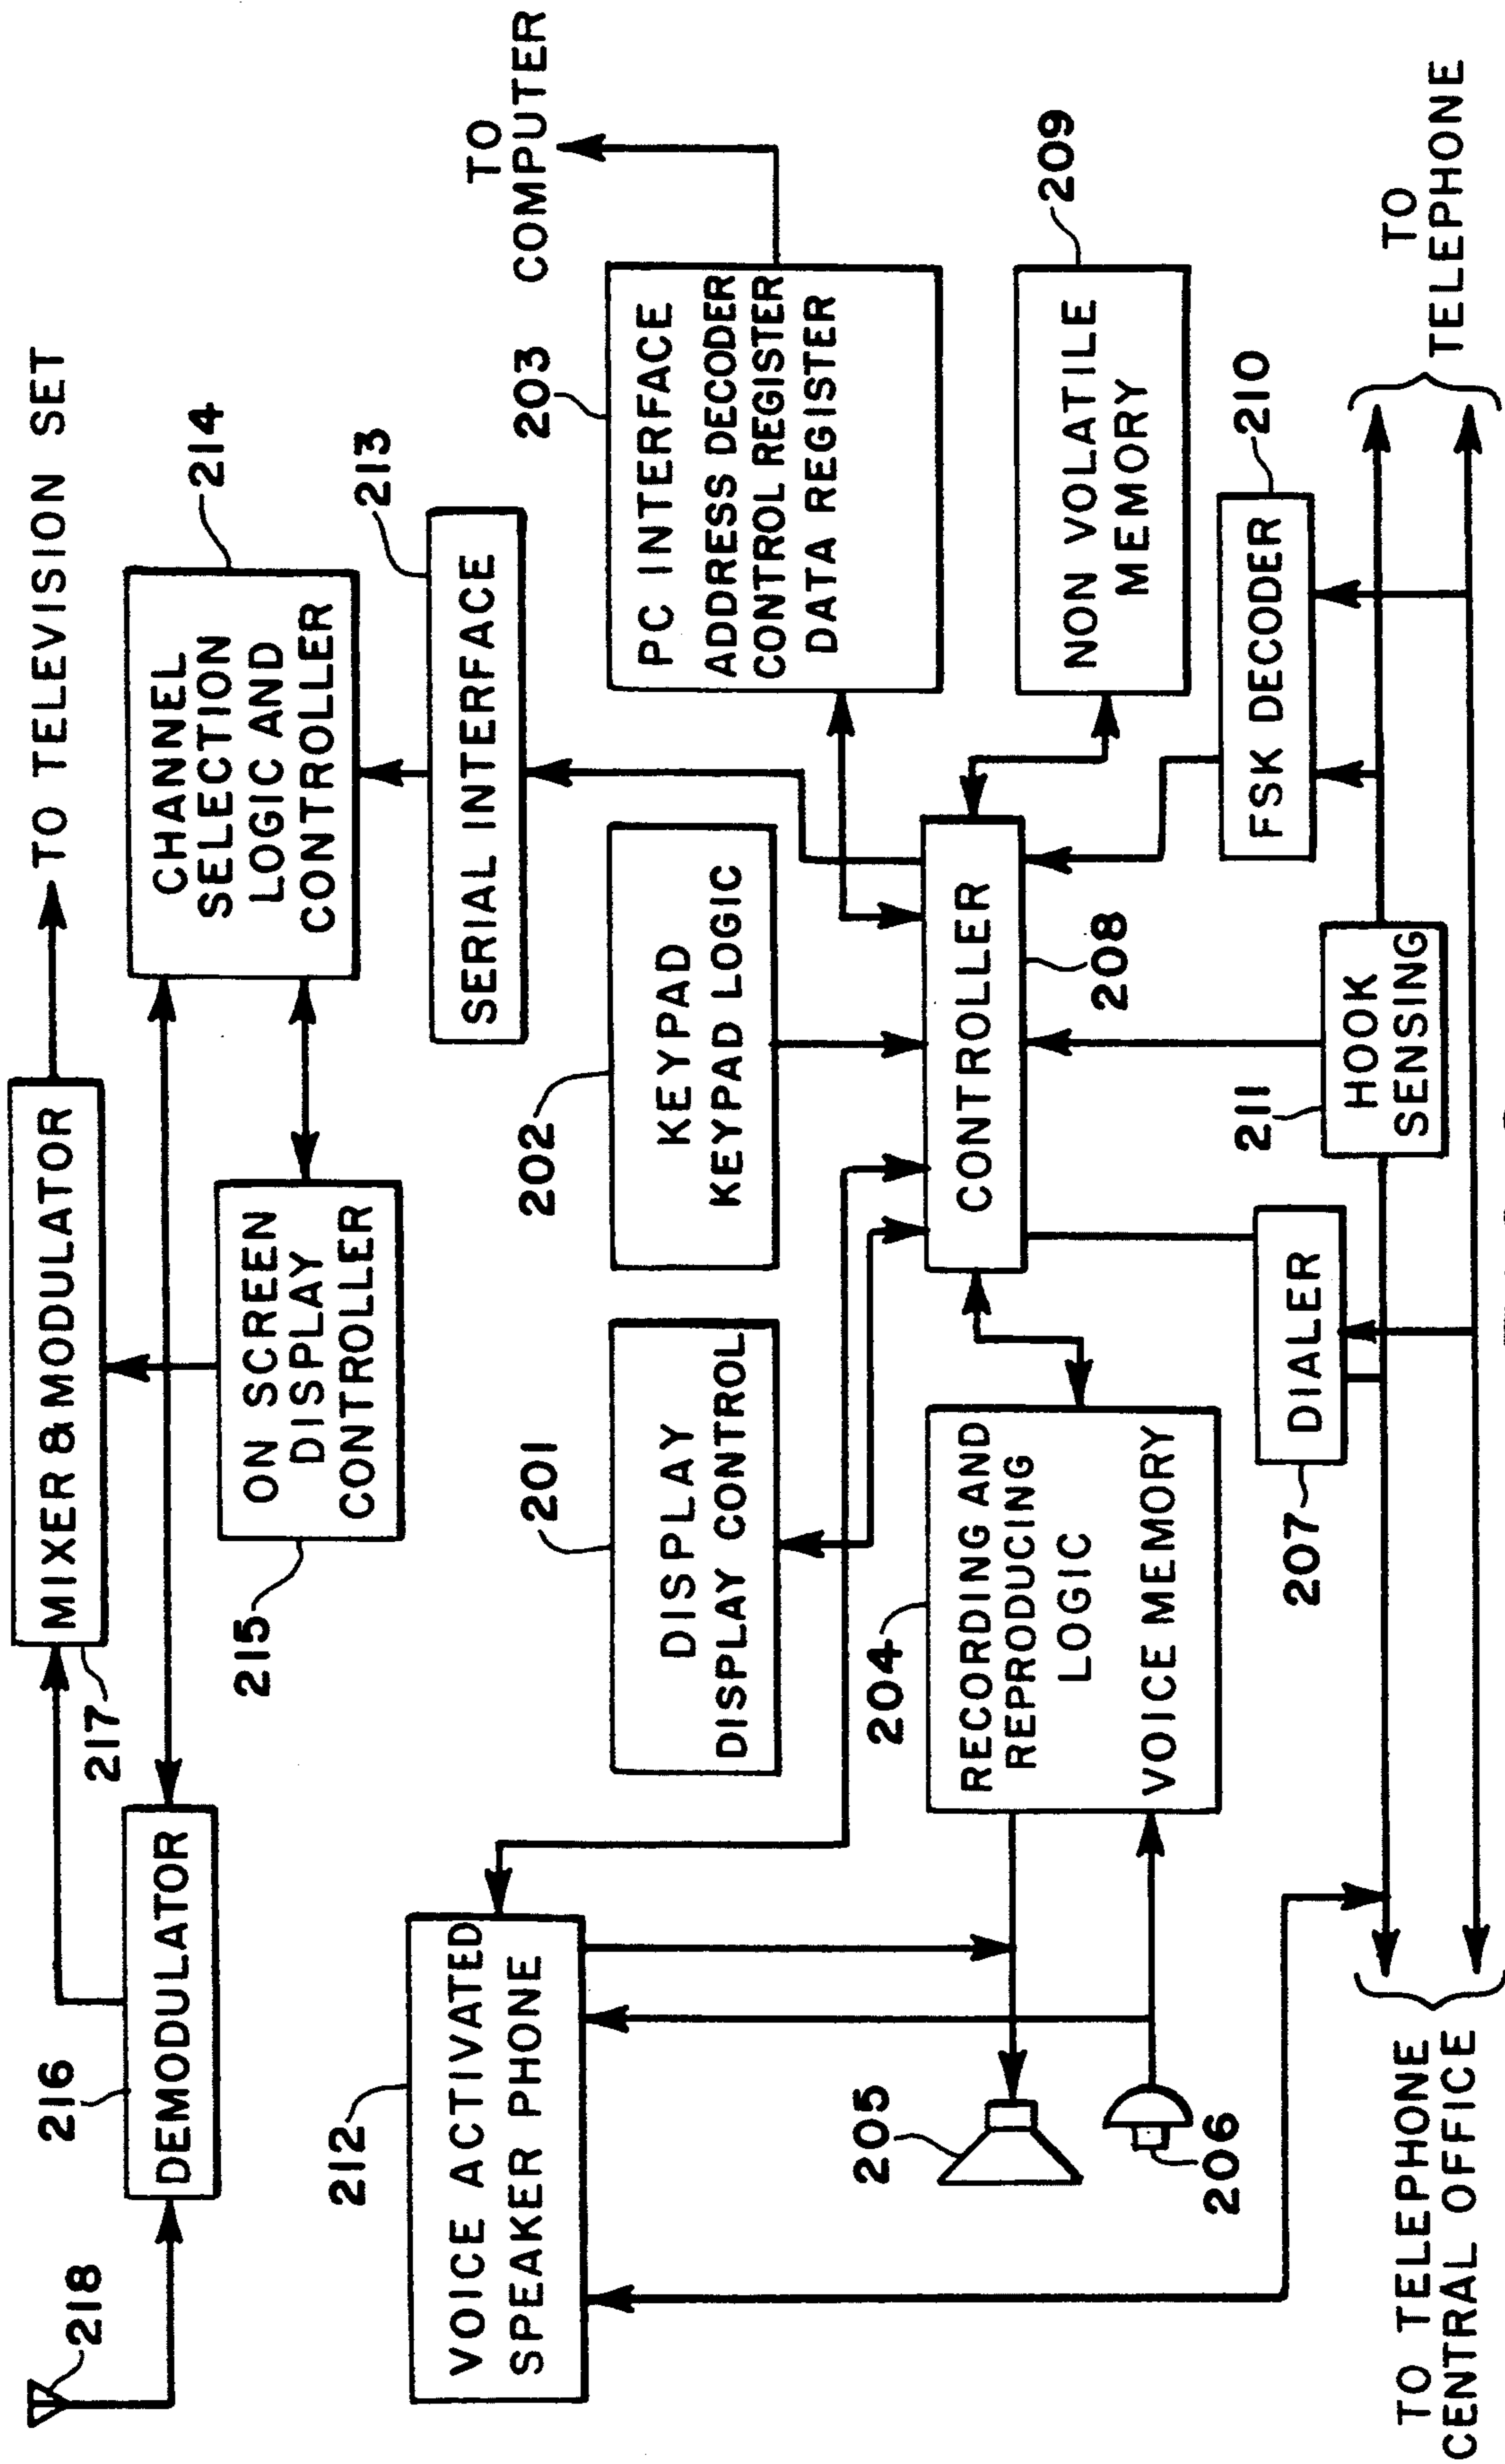 218
216
DEMODULATOR
217
MIXER & MODULATOR
TO TELEVISION SET
215
ON SCREEN
DISPLAY
CONTROLLER
CHANNEL
SELECTION
LOGIC AND
CONTROLLER
214
213
SERIAL INTERFACE
212
VOICE ACTIVATED
SPEAKER PHONE
201
DISPLAY
DISPLAY CONTROL
202
KEYPAD
KEYPAD LOGIC
203
PC INTERFACE
ADDRESS DECODER
CONTROL REGISTER
DATA REGISTER
TO
COMPUTER
204
RECORDING AND
REPRODUCING
LOGIC
VOICE MEMORY
205
206
CONTROLLER
208
NON VOLATILE
MEMORY
209
207
DIALER
211
HOOK
SENSING
FSK DECODER
210
TO TELEPHONE
CENTRAL OFFICE
TO
TELEPHONE